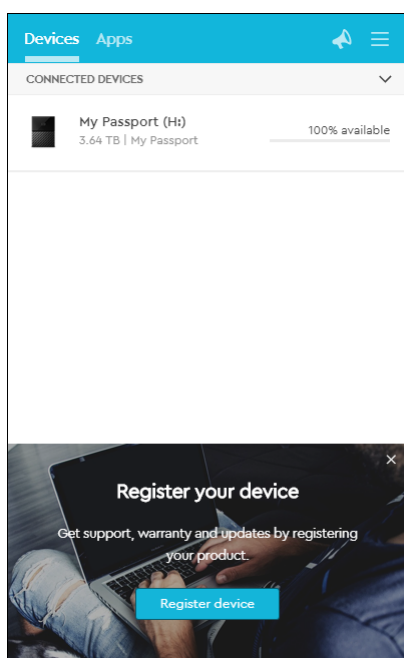 Devices Apps
CONNECTED DEVICES
My Passport (H:)
3.64 TB | My Passport
100% available
Register your device
Get support, warranty and updates by registering
your product.
Register device